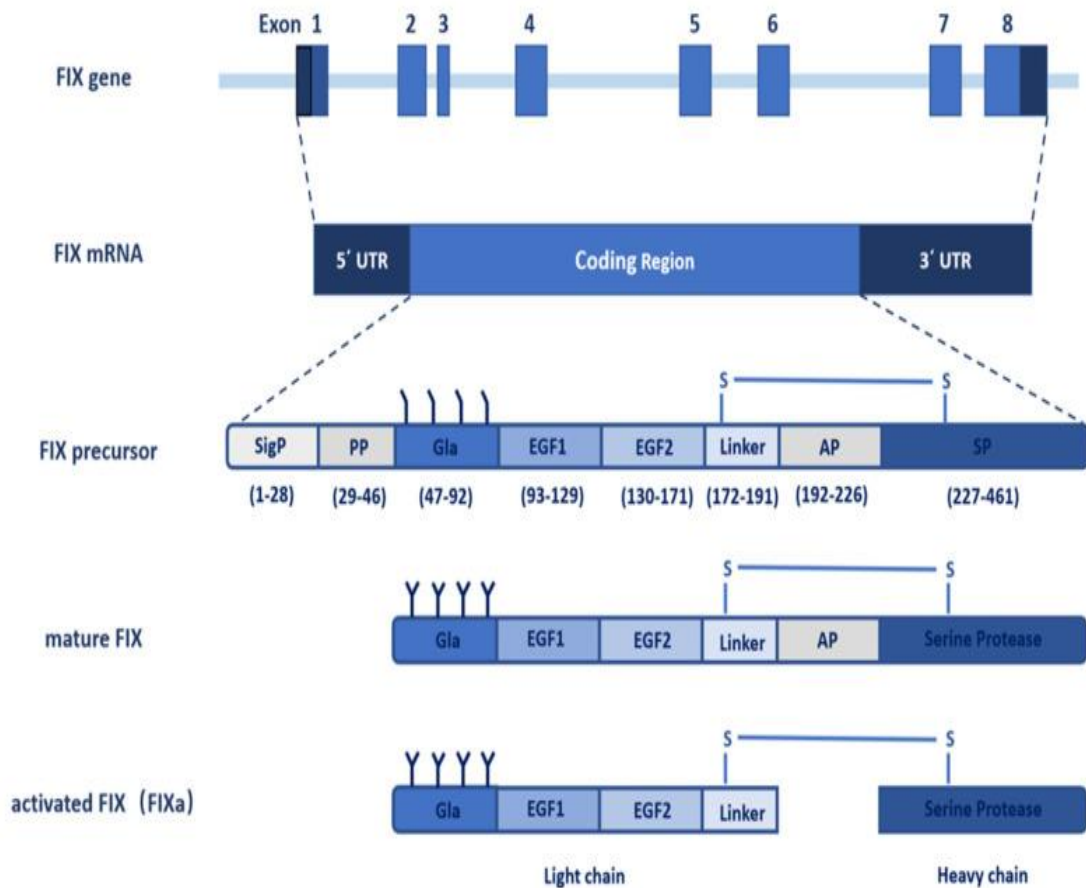 Exon 1 2 3 4 5 6 7 8
FIX gene
FIX mRNA
5´ UTR Coding Region 3´ UTR
S S
FIX precursor
SigP PP Gla EGF1 EGF2 Linker AP SP
(1-28) (29-46) (47-92) (93-129) (130-171) (172-191) (192-226) (227-461)
S S
mature FIX
Gla EGF1 EGF2 Linker AP Serine Protease
S S
activated FIX (FIXa)
Gla EGF1 EGF2 Linker Serine Protease
Light chain Heavy chain